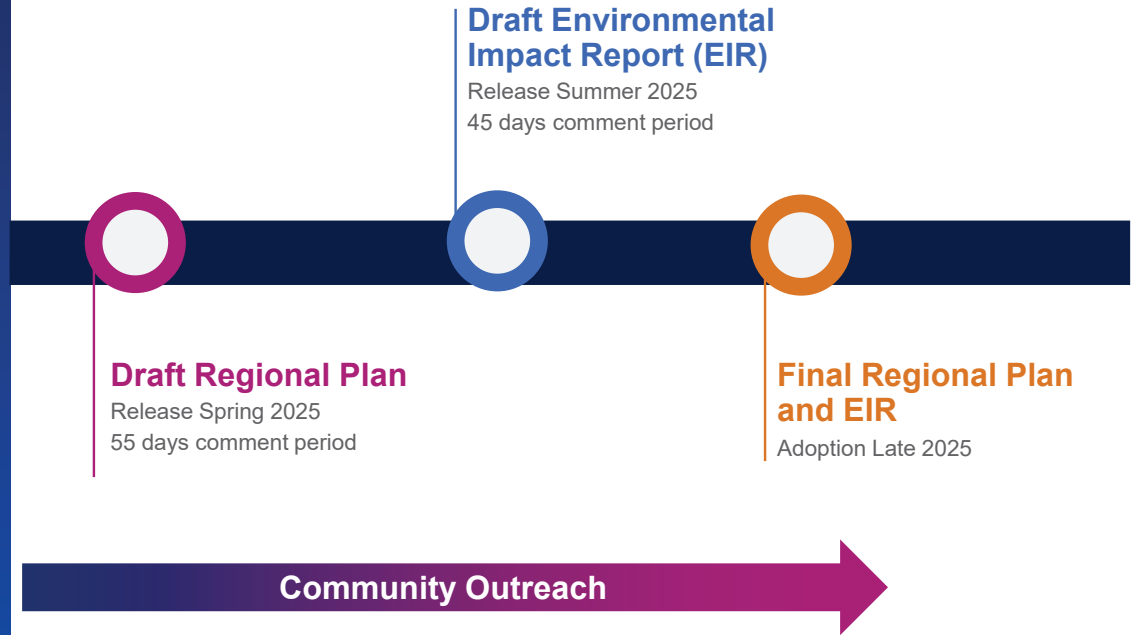 Draft Environmental
Impact Report (EIR)
Release Summer 2025
45 days comment period
Draft Regional Plan
Release Spring 2025
55 days comment period
Final Regional Plan
and EIR
Adoption Late 2025
Community Outreach